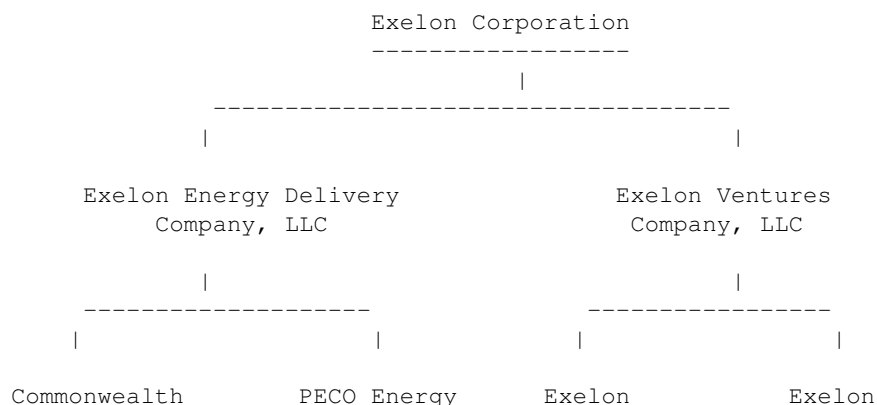 Exelon Corporation
Exelon Energy Delivery Exelon Ventures
Company, LLC Company, LLC
Commonwealth PECO Energy Exelon Exelon